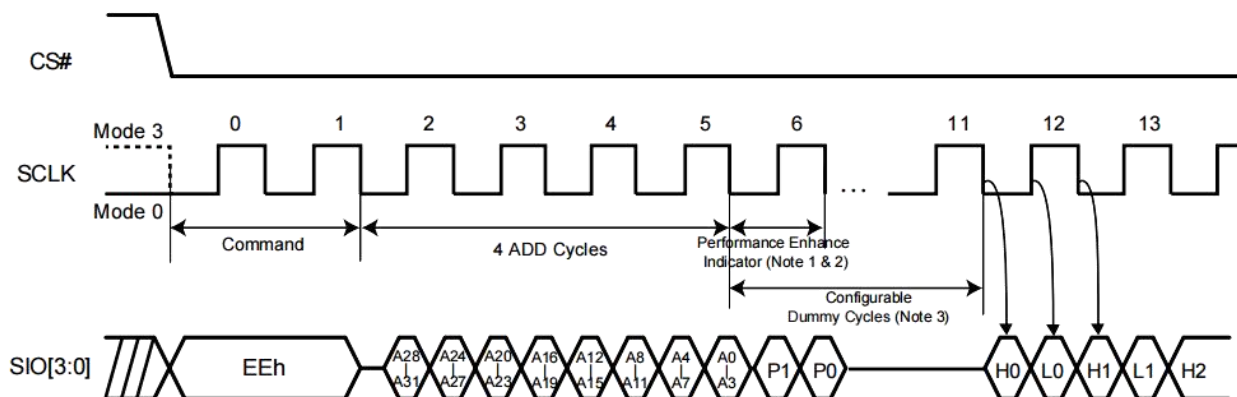 CS#
Mode 3
0 1 2 3 4 5 6 11 12 13
SCLK
...
Mode 0
Command
4 ADD Cycles
Performance Enhance
Indicator (Note 1 & 2)
Configurable
Dummy Cycles (Note 3)
SIO[3:0]
EEh
A28 | A31
A24 | A27
A20 | A23
A16 | A19
A12 | A15
A8 | A11
A4 | A7
A0 | A3
P1
P0
H0
L0
H1
L1
H2